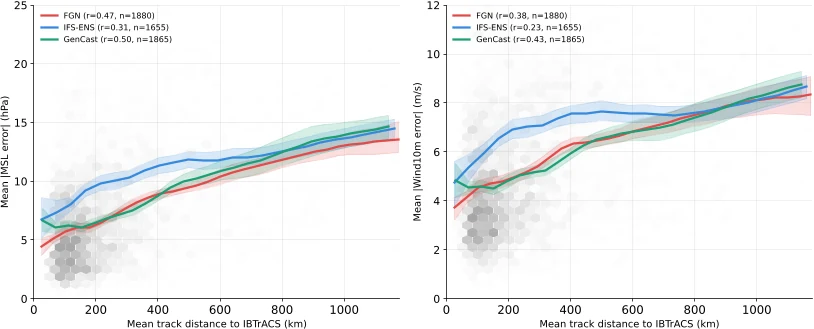 25
20
15
10
5
0
Mean |MSL error| (hPa)
FGN (r=0.47, n=1880)
IFS-ENS (r=0.31, n=1655)
GenCast (r=0.50, n=1865)
0 200 400 600 800 1000
Mean track distance to IBTrACS (km)
12
10
8
6
4
2
0
Mean |Wind10m error| (m/s)
FGN (r=0.38, n=1880)
IFS-ENS (r=0.23, n=1655)
GenCast (r=0.43, n=1865)
0 200 400 600 800 1000
Mean track distance to IBTrACS (km)